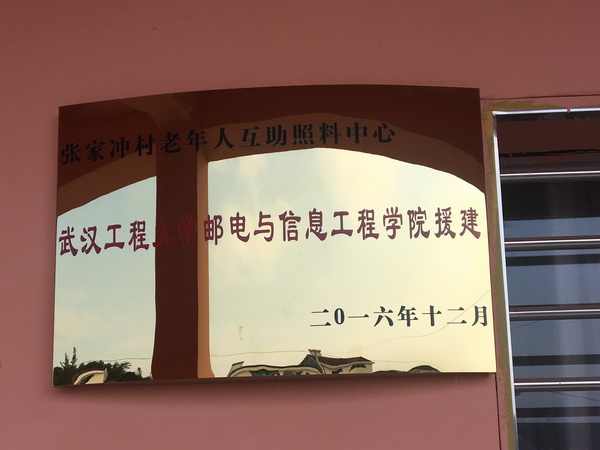 张家冲村老年人互助照料中心
武汉工程大学邮电与信息工程学院援建
二0一六年十二月